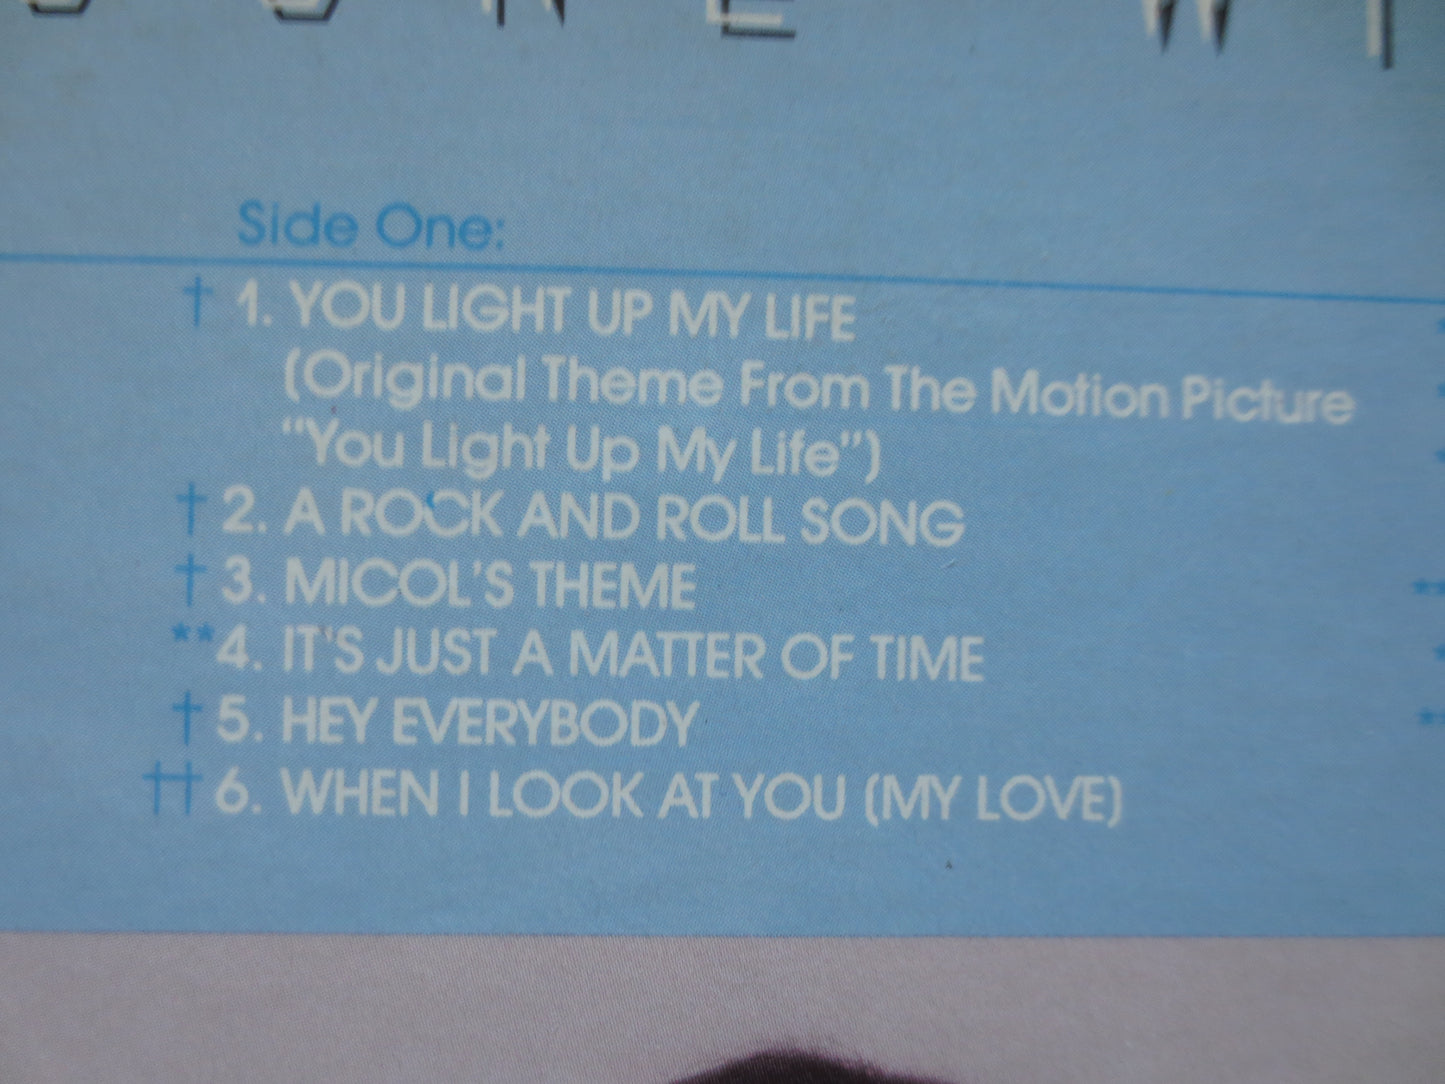 Side One:
† 1. YOU LIGHT UP MY LIFE
(Original Theme From The Motion Picture
“You Light Up My Life”)
† 2. A ROCK AND ROLL SONG
† 3. MICOL'S THEME
** 4. IT'S JUST A MATTER OF TIME
† 5. HEY EVERYBODY
†† 6. WHEN I LOOK AT YOU (MY LOVE)